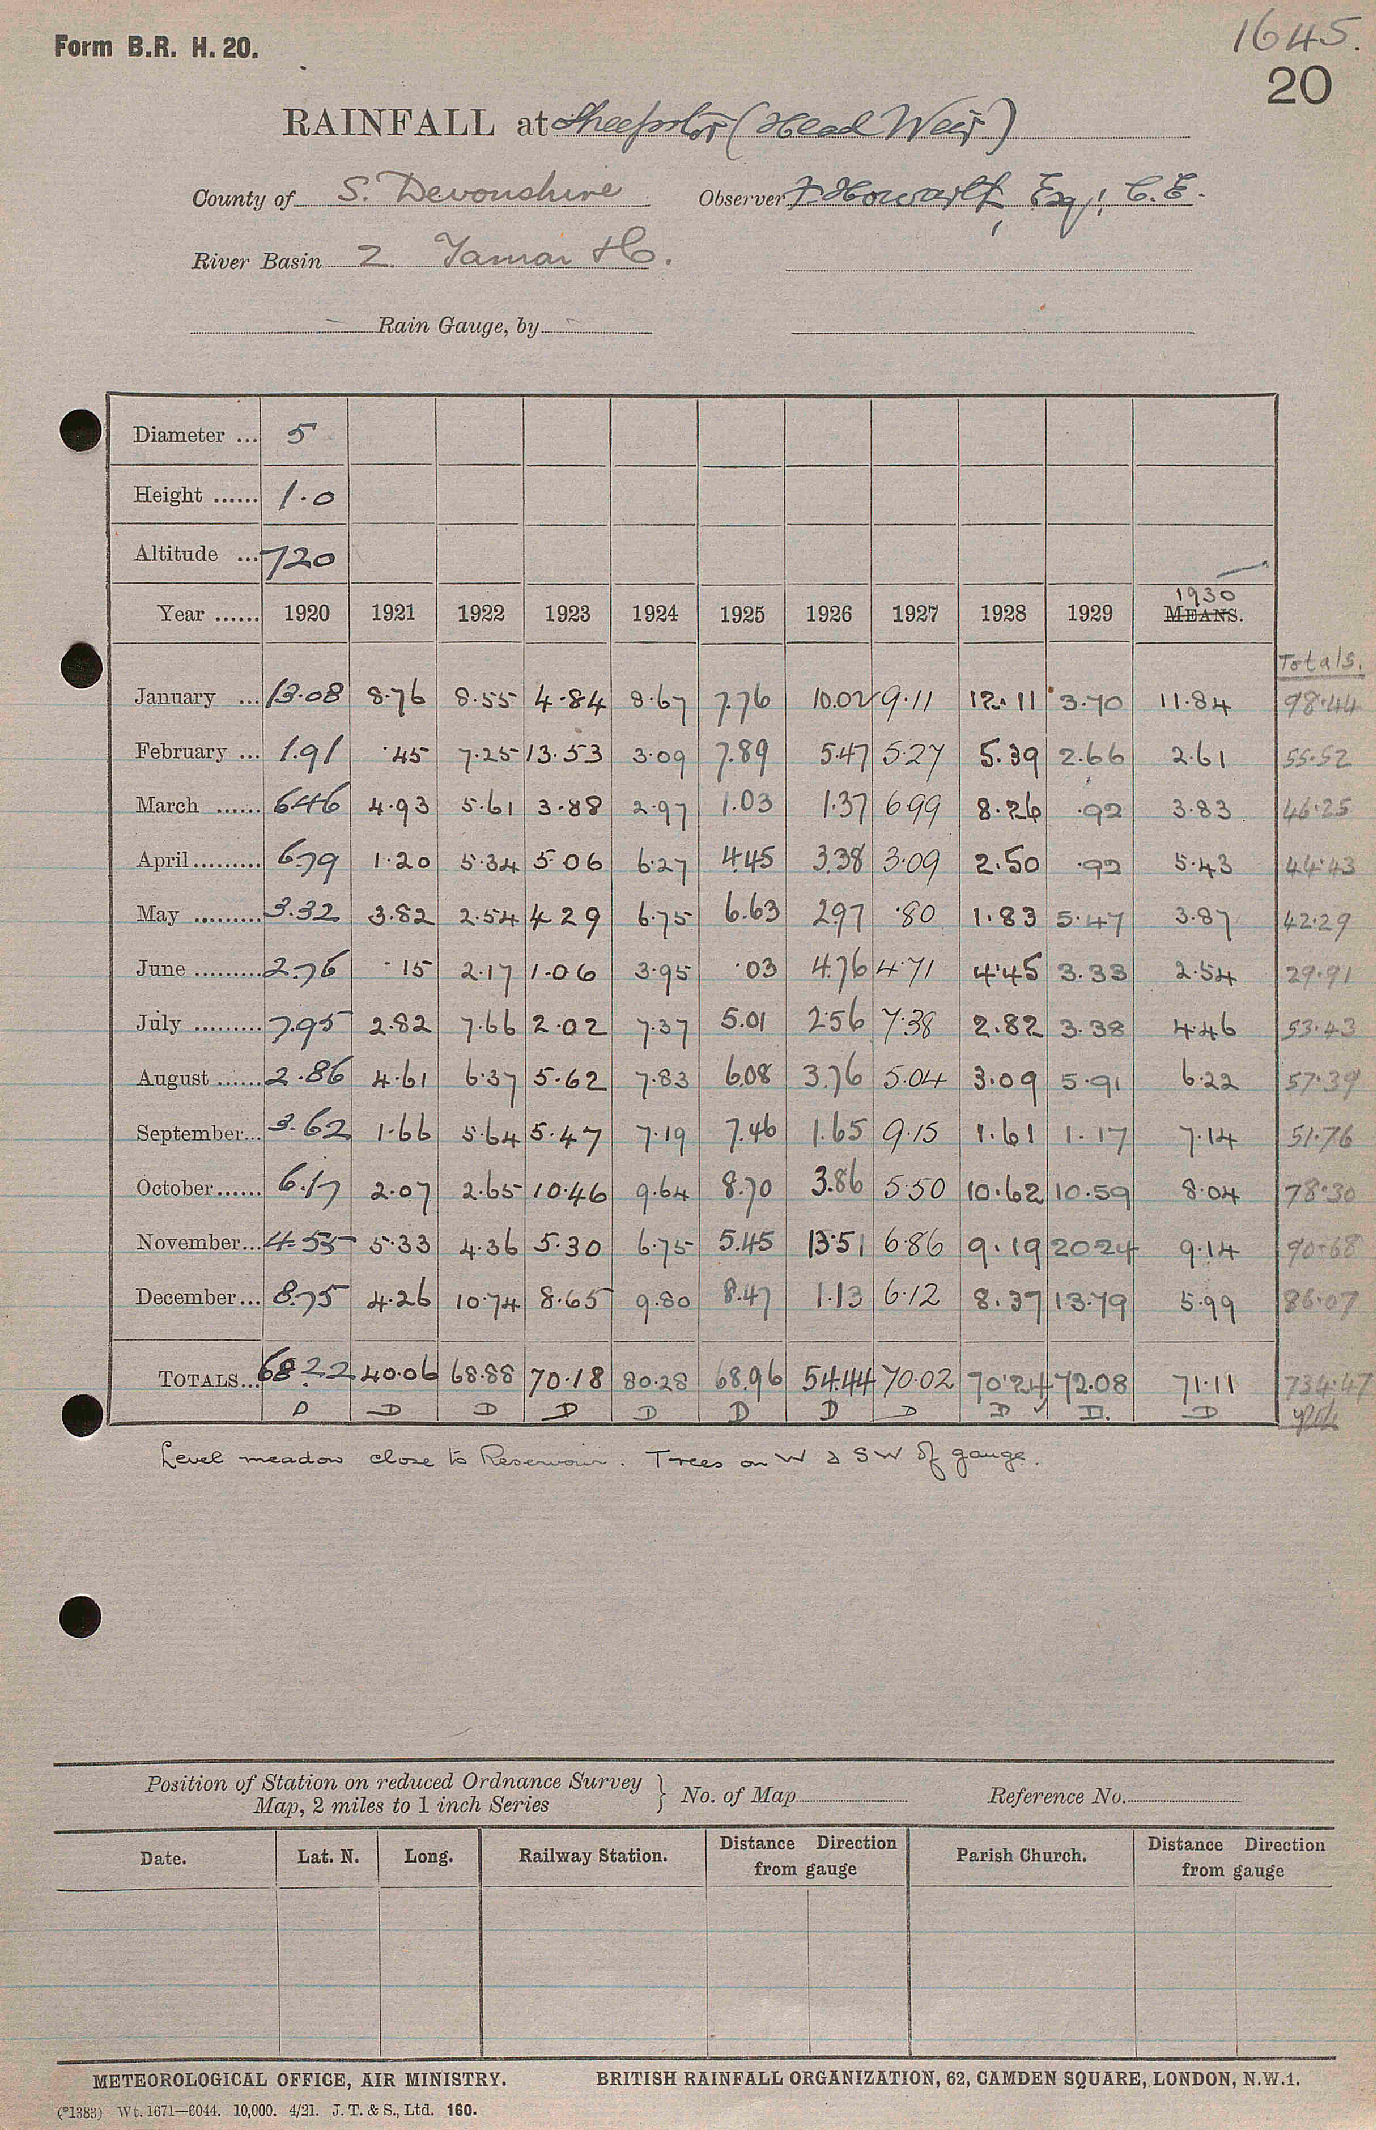 1645.
Form B.R. H. 20.
20
RAINFALL at Sheepstor (Head Weir)
County of S. Devonshire Observer F Howarth, Esq, C.E.
River Basin 2 Tamar &c.
Rain Gauge, by
Diameter ... 5
Height ...... 1.0
Altitude ... 720
Year ...... 1920 1921 1922 1923 1924 1925 1926 1927 1928 1929 1930 MEANS.
Totals.
January ... 13.08 8.76 8.55 4.84 8.67 7.76 10.02 9.11 12.11 3.70 11.84 98.44
February ... 1.91 .45 7.25 13.53 3.09 7.89 5.47 5.27 5.39 2.66 2.61 55.52
March ...... 6.46 4.93 5.61 3.88 2.97 1.03 1.37 6.99 8.26 .92 3.83 46.25
April ......... 6.79 1.20 5.34 5.06 6.27 4.45 3.38 3.09 2.50 .92 5.43 44.43
May ......... 3.32 3.82 2.54 4.29 6.75 6.63 2.97 .80 1.83 5.47 3.87 42.29
June ......... 2.76 .15 2.17 1.06 3.95 .03 4.76 4.71 4.45 3.33 2.54 29.91
July ......... 7.95 2.82 7.66 2.02 7.37 5.01 2.56 7.38 2.82 3.38 4.46 53.43
August ...... 2.86 4.61 6.37 5.62 7.83 6.08 3.76 5.04 3.09 5.91 6.22 57.39
September... 3.62 1.66 5.64 5.47 7.19 7.46 1.65 9.15 1.61 1.17 7.14 51.76
October...... 6.17 2.07 2.65 10.46 9.64 8.70 3.86 5.50 10.62 10.59 8.04 78.30
November... 4.55 5.33 4.36 5.30 6.75 5.45 13.51 6.86 9.19 20.24 9.14 90.68
December... 8.75 4.26 10.74 8.65 9.80 8.47 1.13 6.12 8.37 13.79 5.99 86.07
TOTALS... 68.22 40.06 68.88 70.18 80.28 68.96 54.44 70.02 70.24 72.08 71.11 734.47
D D D D D D D D D D. D
Level meadow close to Reservoir. Trees on W & SW of gauge.
Position of Station on reduced Ordnance Survey
Map, 2 miles to 1 inch Series } No. of Map Reference No.
Date. Lat. N. Long. Railway Station. Distance Direction from gauge Parish Church. Distance Direction from gauge
METEOROLOGICAL OFFICE, AIR MINISTRY. BRITISH RAINFALL ORGANIZATION, 62, CAMDEN SQUARE, LONDON, N.W.1.
(*1383) Wt. 1671—6044. 10,000. 4/21. J. T. & S., Ltd. 160.